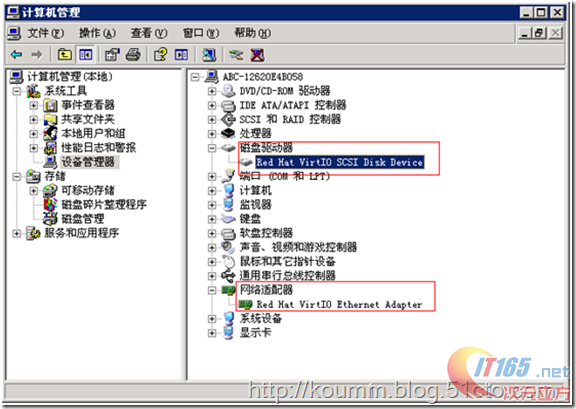 计算机管理
文件(F) 操作(A) 查看(V) 窗口(W) 帮助(H)
计算机管理(本地)
系统工具
事件查看器
共享文件夹
本地用户和组
性能日志和警报
设备管理器
存储
可移动存储
磁盘碎片整理程序
磁盘管理
服务和应用程序
ABC-12620E4B058
DVD/CD-ROM 驱动器
IDE ATA/ATAPI 控制器
SCSI 和 RAID 控制器
处理器
磁盘驱动器
Red Hat VirtIO SCSI Disk Device
端口 (COM 和 LPT)
计算机
监视器
键盘
软盘控制器
声音、视频和游戏控制器
鼠标和其它指针设备
通用串行总线控制器
网络适配器
Red Hat VirtIO Ethernet Adapter
系统设备
显示卡
IT165.net
http://koumm.blog.51cto.com